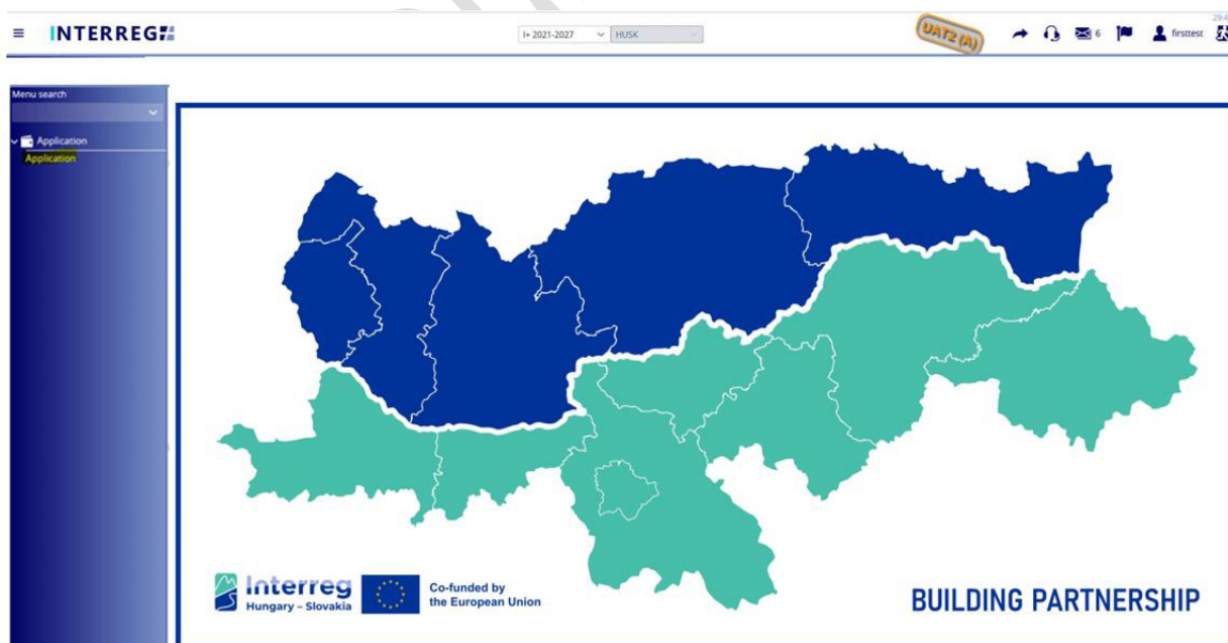 INTERREG
I+ 2021-2027
HUSK
UAT2 (A)
6
firsttest
Menu search
Application
Application
Interreg
Hungary – Slovakia
Co-funded by
the European Union
BUILDING PARTNERSHIP